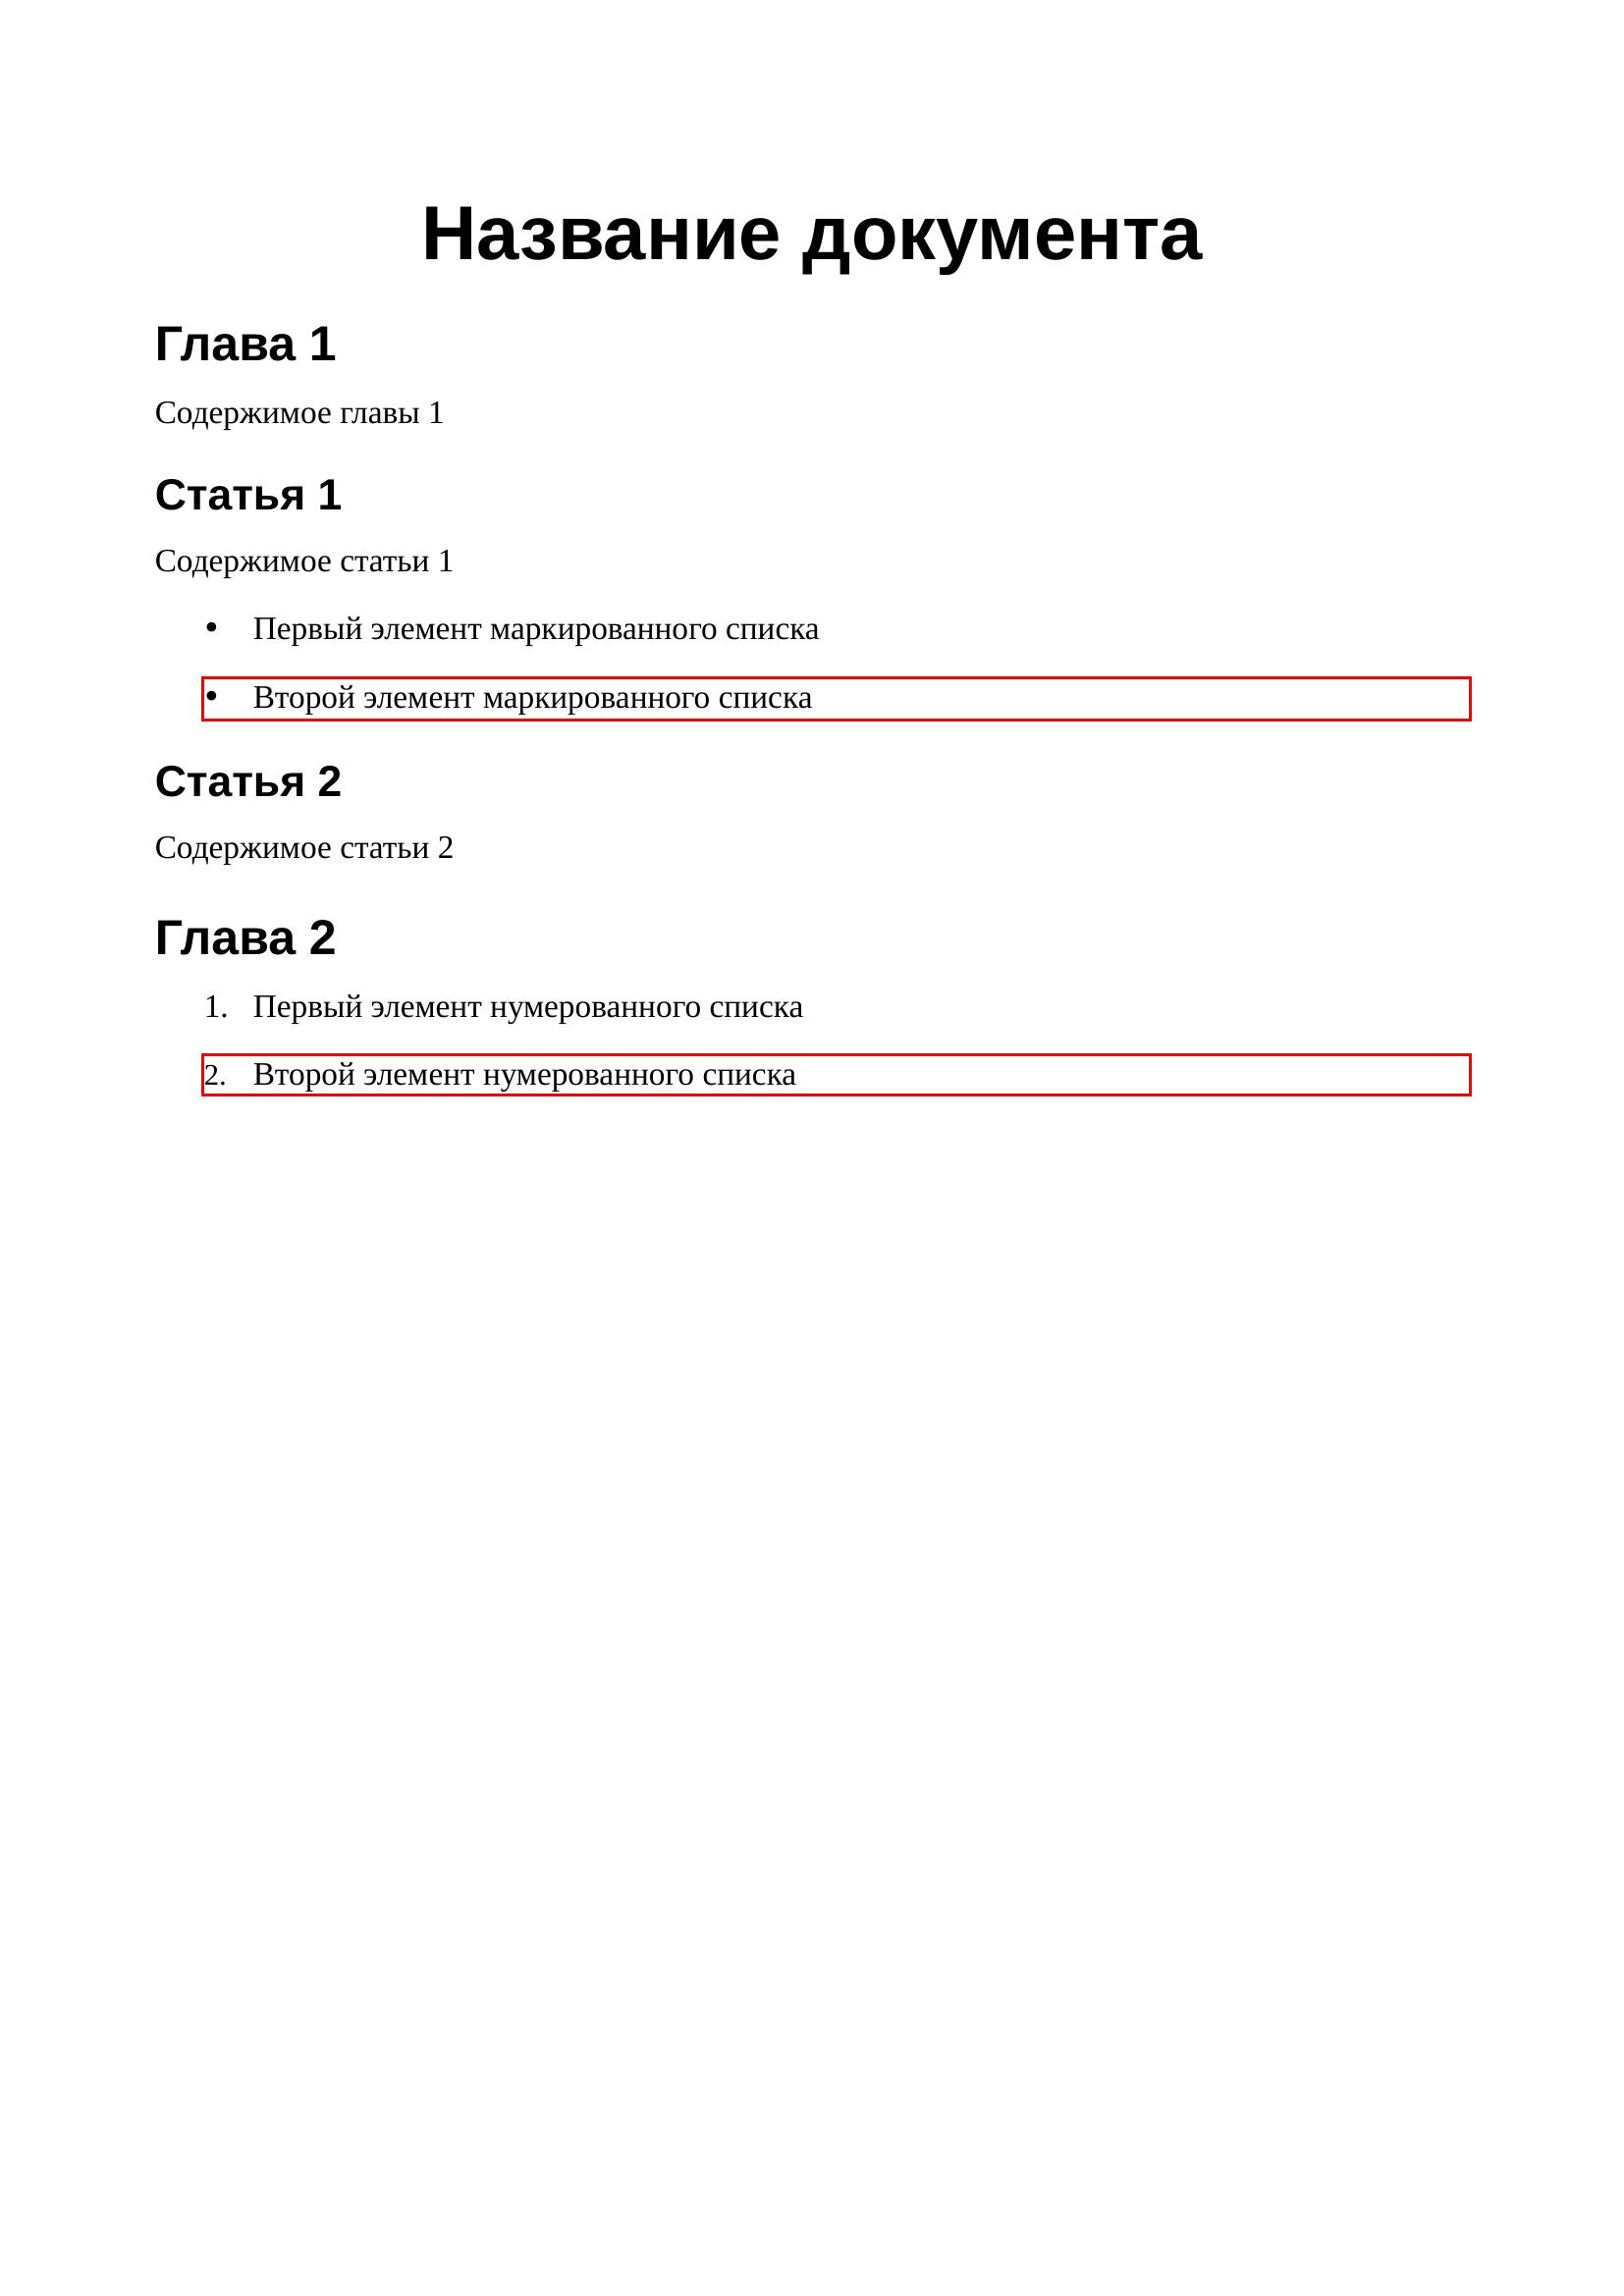 Название документа
Глава 1
Содержимое главы 1
Статья 1
Содержимое статьи 1
• Первый элемент маркированного списка
• Второй элемент маркированного списка
Статья 2
Содержимое статьи 2
Глава 2
1. Первый элемент нумерованного списка
2. Второй элемент нумерованного списка